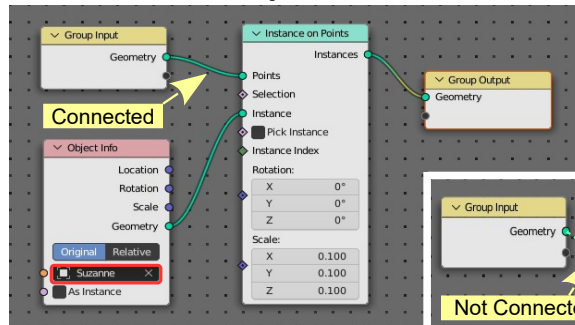 Group Input
Geometry
Connected
Object Info
Location
Rotation
Scale
Geometry
Original Relative
Suzanne
As Instance
Instance on Points
Instances
Points
Selection
Instance
Pick Instance
Instance Index
Rotation:
X 0°
Y 0°
Z 0°
Scale:
X 0.100
Y 0.100
Z 0.100
Group Output
Geometry
Group Input
Geometry
Not Connecte